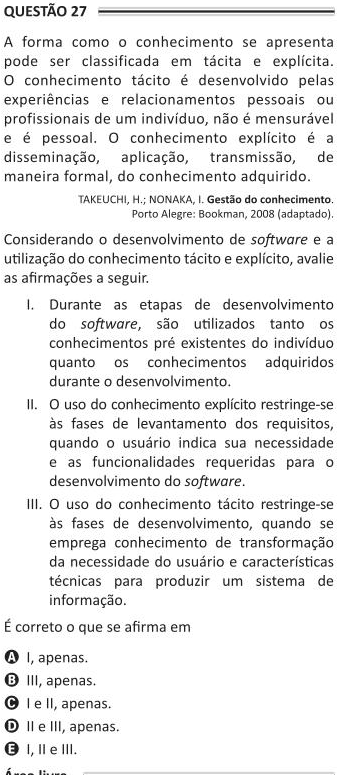 QUESTÃO 27
A forma como o conhecimento se apresenta
pode ser classificada em tácita e explícita.
O conhecimento tácito é desenvolvido pelas
experiências e relacionamentos pessoais ou
profissionais de um indivíduo, não é mensurável
e é pessoal. O conhecimento explícito é a
disseminação, aplicação, transmissão, de
maneira formal, do conhecimento adquirido.
TAKEUCHI, H.; NONAKA, I. Gestão do conhecimento.
Porto Alegre: Bookman, 2008 (adaptado).
Considerando o desenvolvimento de software e a
utilização do conhecimento tácito e explícito, avalie
as afirmações a seguir.
I. Durante as etapas de desenvolvimento
do software, são utilizados tanto os
conhecimentos pré existentes do indivíduo
quanto os conhecimentos adquiridos
durante o desenvolvimento.
II. O uso do conhecimento explícito restringe-se
às fases de levantamento dos requisitos,
quando o usuário indica sua necessidade
e as funcionalidades requeridas para o
desenvolvimento do software.
III. O uso do conhecimento tácito restringe-se
às fases de desenvolvimento, quando se
emprega conhecimento de transformação
da necessidade do usuário e características
técnicas para produzir um sistema de
informação.
É correto o que se afirma em
A I, apenas.
B III, apenas.
C I e II, apenas.
D II e III, apenas.
E I, II e III.
Área livre